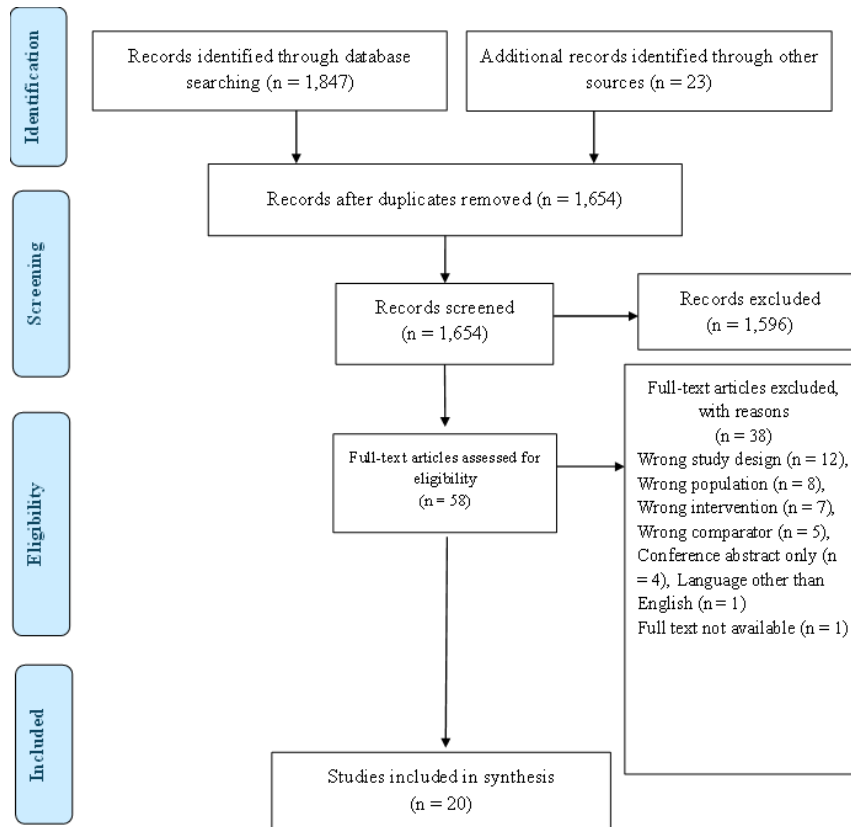 Identification
Records identified through database
searching (n = 1,847)
Additional records identified through other
sources (n = 23)
Records after duplicates removed (n = 1,654)
Screening
Records screened
(n = 1,654)
Records excluded
(n = 1,596)
Eligibility
Full-text articles assessed for
eligibility
(n = 58)
Full-text articles excluded,
with reasons
(n = 38)
Wrong study design (n = 12),
Wrong population (n = 8),
Wrong intervention (n = 7),
Wrong comparator (n = 5),
Conference abstract only (n
= 4), Language other than
English (n = 1)
Full text not available (n = 1)
Included
Studies included in synthesis
(n = 20)